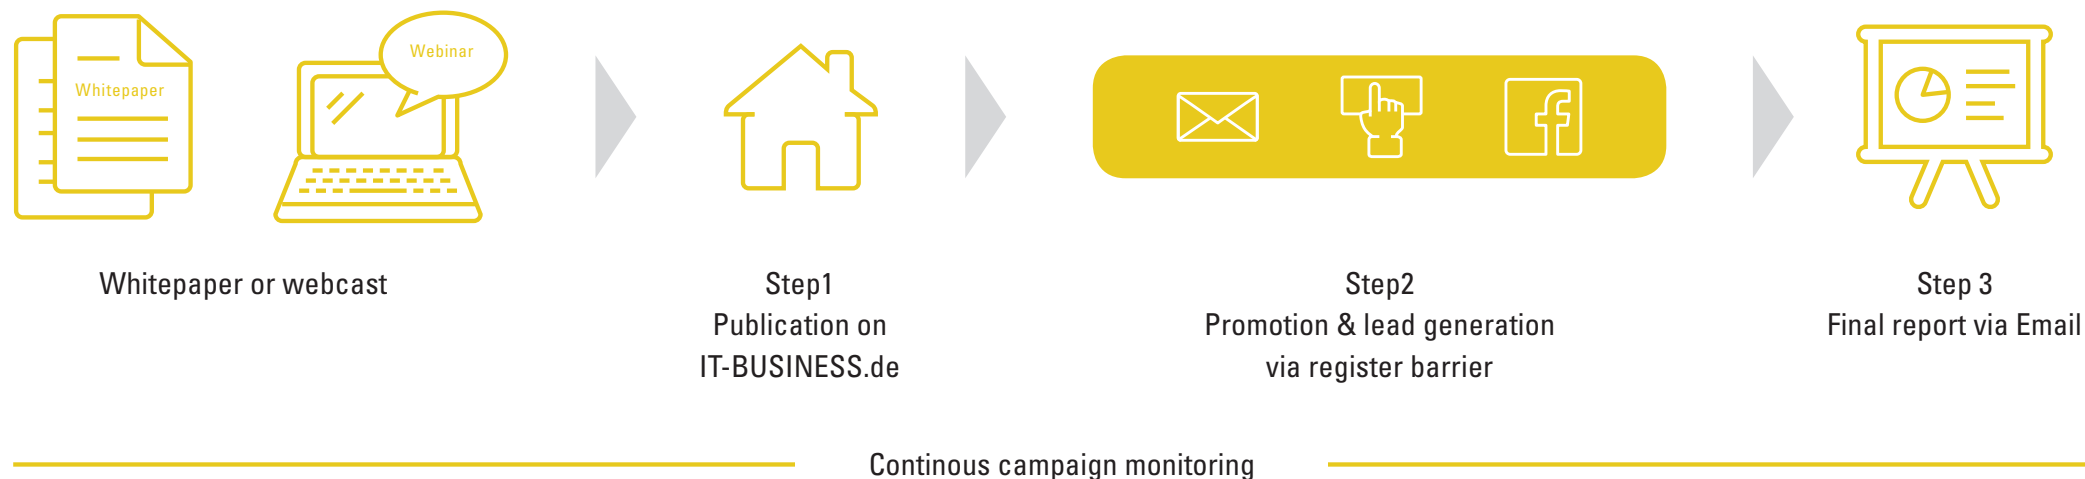 Whitepaper
Webinar
Whitepaper or webcast
Step1
Publication on
IT-BUSINESS.de
Step2
Promotion & lead generation
via register barrier
Step 3
Final report via Email
Continous campaign monitoring